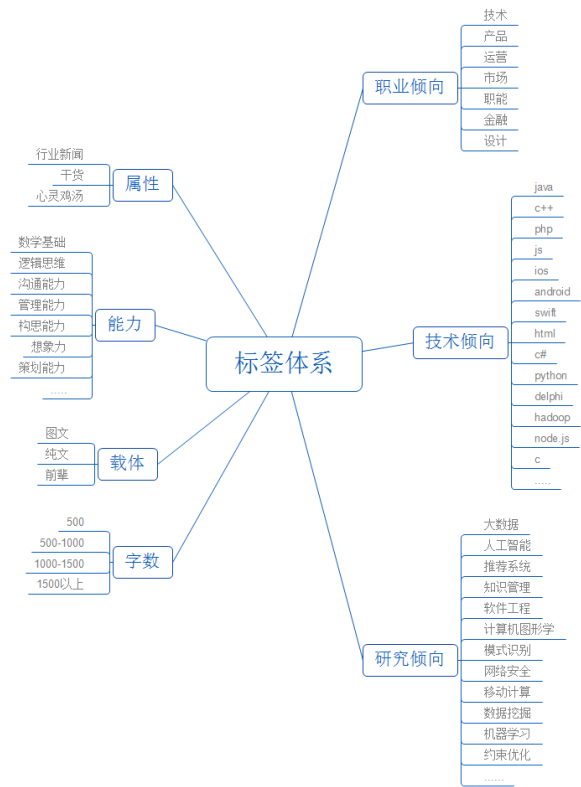 标签体系
职业倾向
技术
产品
运营
市场
职能
金融
设计
技术倾向
java
c++
php
js
ios
android
swift
html
c#
python
delphi
hadoop
node.js
c
.....
研究倾向
大数据
人工智能
推荐系统
知识管理
软件工程
计算机图形学
模式识别
网络安全
移动计算
数据挖掘
机器学习
约束优化
......
属性
行业新闻
干货
心灵鸡汤
能力
数学基础
逻辑思维
沟通能力
管理能力
构思能力
想象力
策划能力
.....
载体
图文
纯文
前辈
字数
500
500-1000
1000-1500
1500以上